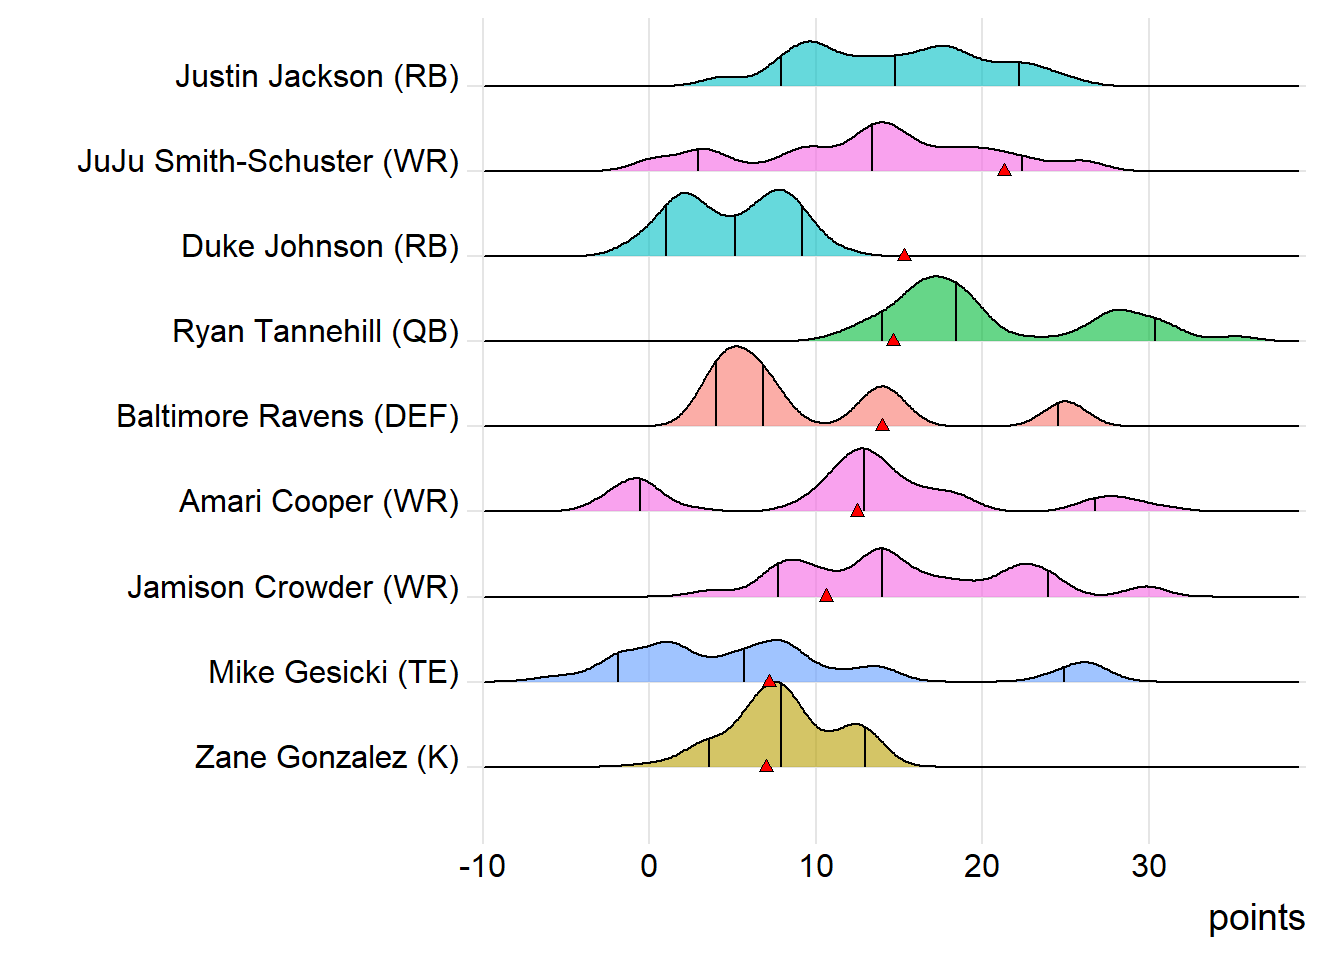 Justin Jackson (RB)
JuJu Smith-Schuster (WR)
Duke Johnson (RB)
Ryan Tannehill (QB)
Baltimore Ravens (DEF)
Amari Cooper (WR)
Jamison Crowder (WR)
Mike Gesicki (TE)
Zane Gonzalez (K)
-10 0 10 20 30
points